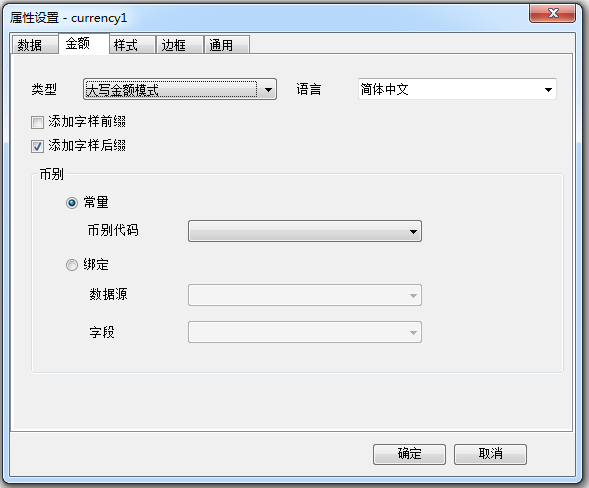 属性设置 - currency1
数据 金额 样式 边框 通用
类型 大写金额模式 语言 简体中文
添加字样前缀
添加字样后缀
币别
常量
币别代码
绑定
数据源
字段
确定 取消